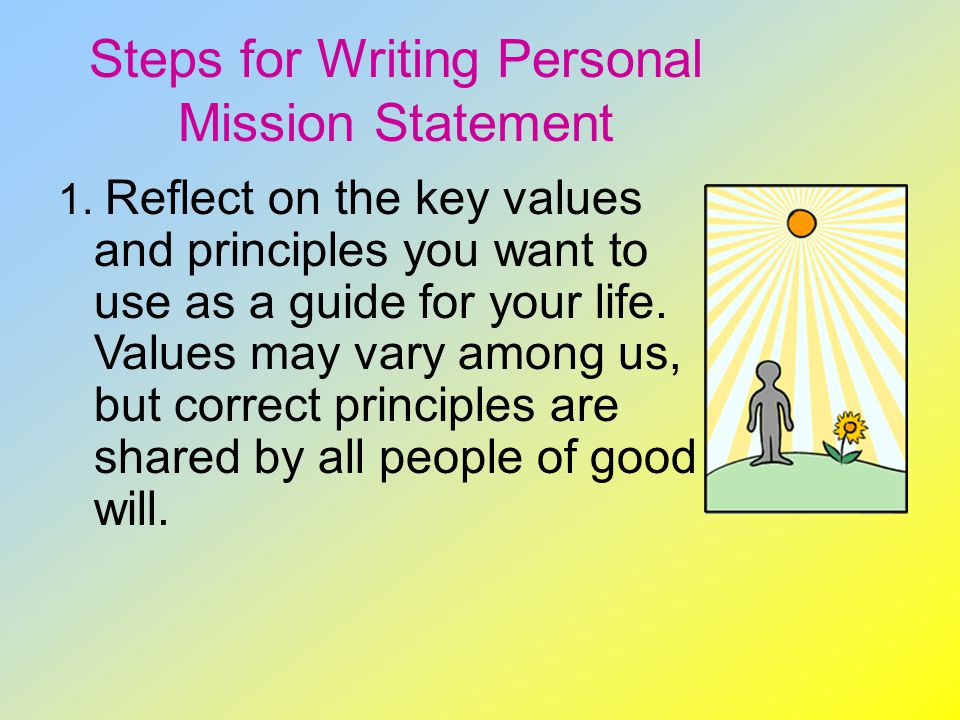 Steps for Writing Personal
Mission Statement
1. Reflect on the key values
and principles you want to
use as a guide for your life.
Values may vary among us,
but correct principles are
shared by all people of good
will.